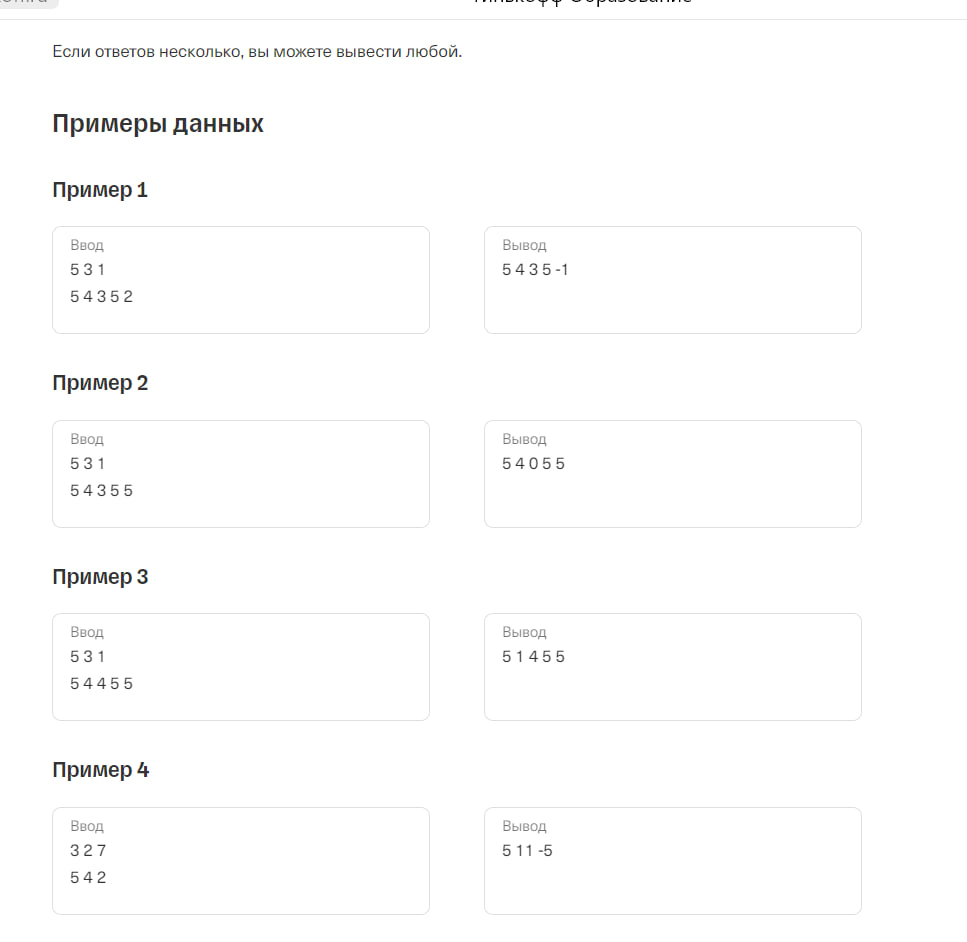 Если ответов несколько, вы можете вывести любой.
Примеры данных
Пример 1
Ввод
5 3 1
5 4 3 5 2
Вывод
5 4 3 5 -1
Пример 2
Ввод
5 3 1
5 4 3 5 5
Вывод
5 4 0 5 5
Пример 3
Ввод
5 3 1
5 4 4 5 5
Вывод
5 1 4 5 5
Пример 4
Ввод
3 2 7
5 4 2
Вывод
5 11 -5